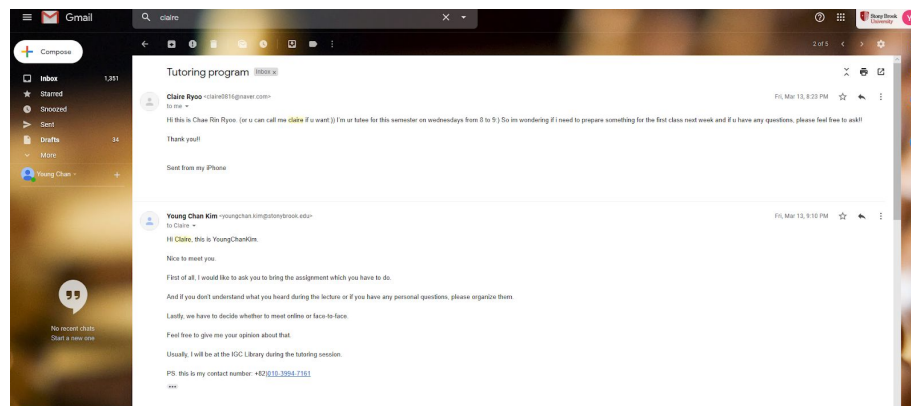 Gmail
claire
Stony Brook
University
Compose
2 of 5
Inbox 1,351
Starred
Snoozed
Sent
Drafts 34
More
Young Chan
No recent chats
Start a new one
Tutoring program Inbox x
Claire Ryoo <claire0816@naver.com> Fri, Mar 13, 8:23 PM
to me
Hi this is Chae Rin Ryoo (or u can call me claire if u want:)) I'm ur tutee for this semester on wednesdays from 8 to 9:) So im wondering if i need to prepare something for the first class next week and if u have any questions, please feel free to ask!!
Thank you!!
Sent from my iPhone
Young Chan Kim <youngchan.kim@stonybrook.edu> Fri, Mar 13, 9:10 PM
to Claire
Hi Claire, this is YoungChanKim.
Nice to meet you.
First of all, I would like to ask you to bring the assignment which you have to do.
And if you don't understand what you heard during the lecture or if you have any personal questions, please organize them.
Lastly, we have to decide whether to meet online or face-to-face.
Feel free to give me your opinion about that.
Usually, I will be at the IGC Library during the tutoring session.
PS. this is my contact number: +82)010-3994-7161